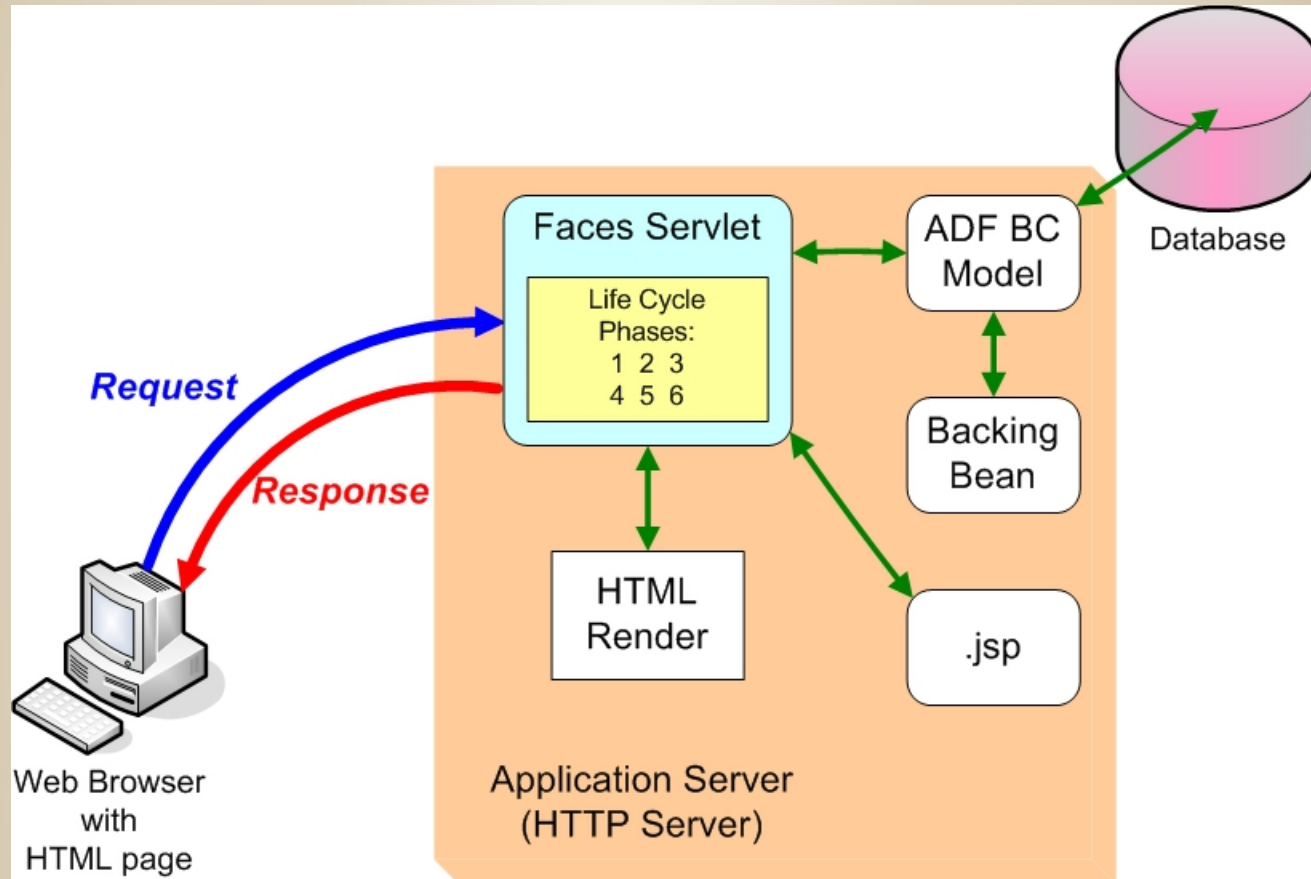 Database
Faces Servlet
Life Cycle
Phases:
1 2 3
4 5 6
ADF BC
Model
Request
Response
Backing
Bean
HTML
Render
.jsp
Application Server
(HTTP Server)
Web Browser
with
HTML page